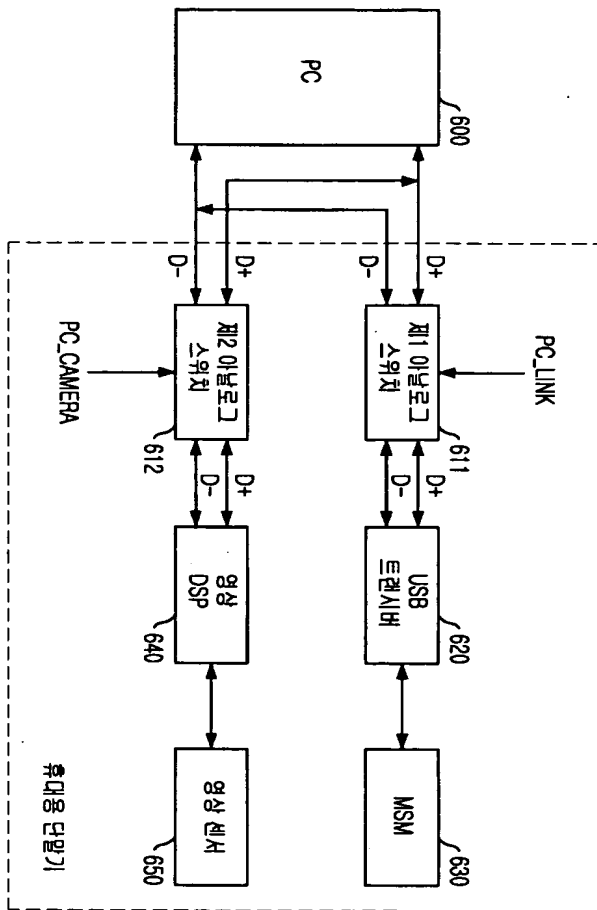 MSM
630
영상 센서
650
휴대용 단말기
USB
트랜시버
620
영상
DSP
640
D+
D-
D+
D-
PC_LINK
제1 아날로그
스위치
611
제2 아날로그
스위치
612
PC_CAMERA
D+
D-
D+
D-
PC
600